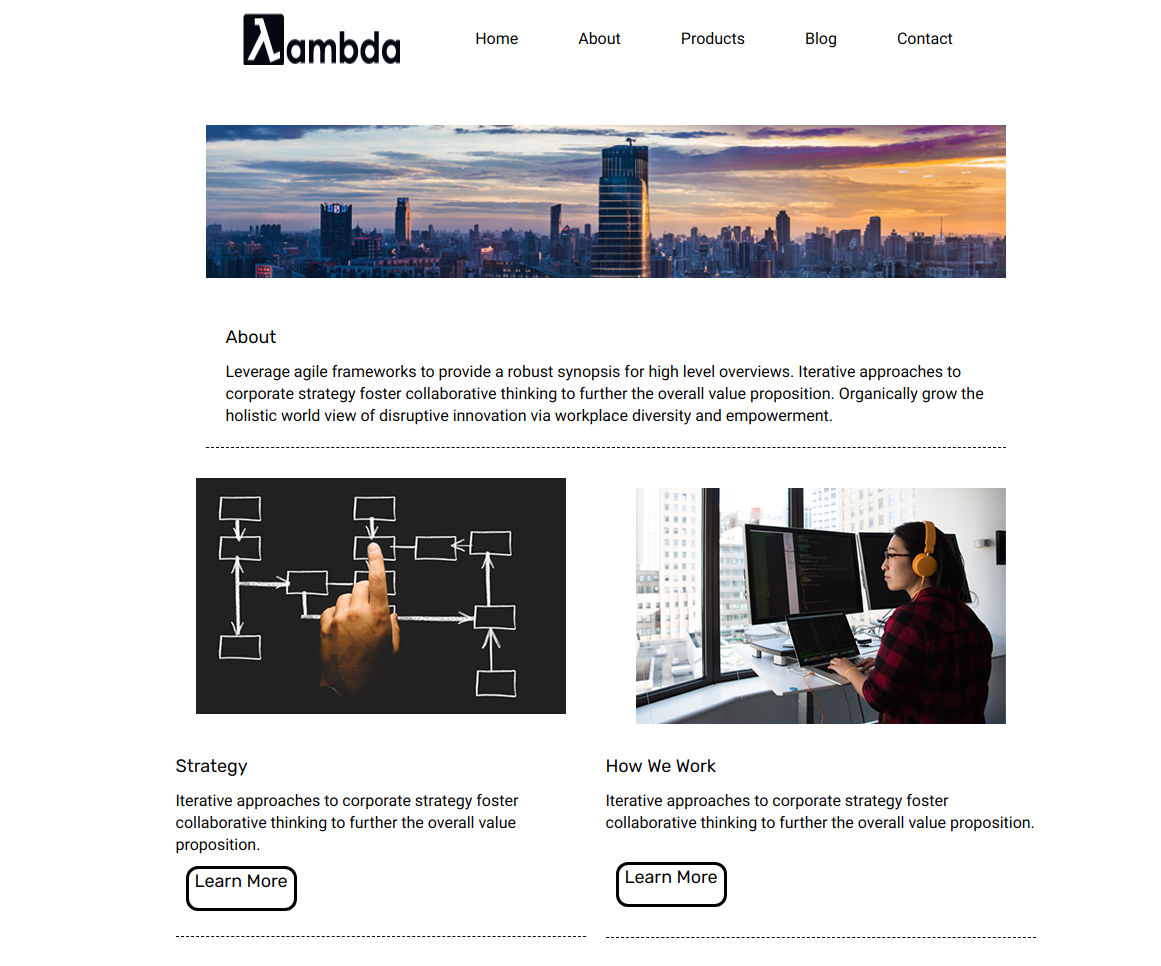 λambda
Home About Products Blog Contact
About
Leverage agile frameworks to provide a robust synopsis for high level overviews. Iterative approaches to
corporate strategy foster collaborative thinking to further the overall value proposition. Organically grow the
holistic world view of disruptive innovation via workplace diversity and empowerment.
Strategy
Iterative approaches to corporate strategy foster
collaborative thinking to further the overall value
proposition.
Learn More
How We Work
Iterative approaches to corporate strategy foster
collaborative thinking to further the overall value proposition.
Learn More